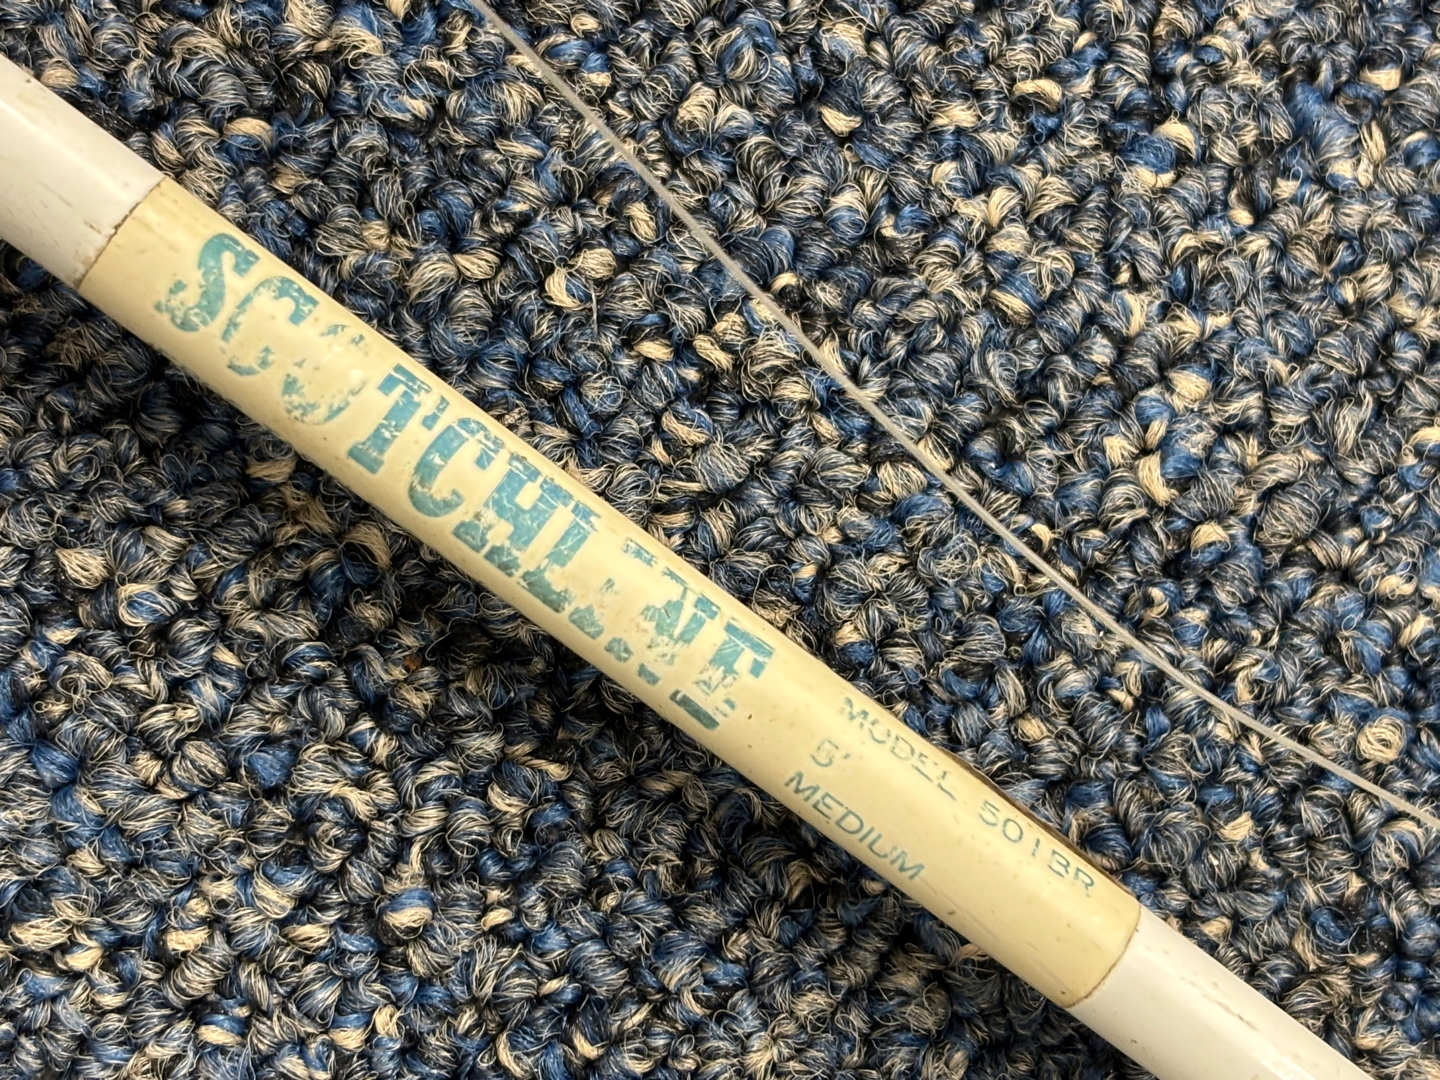 SCOTCHLINE
MODEL 501BR
5'
MEDIUM